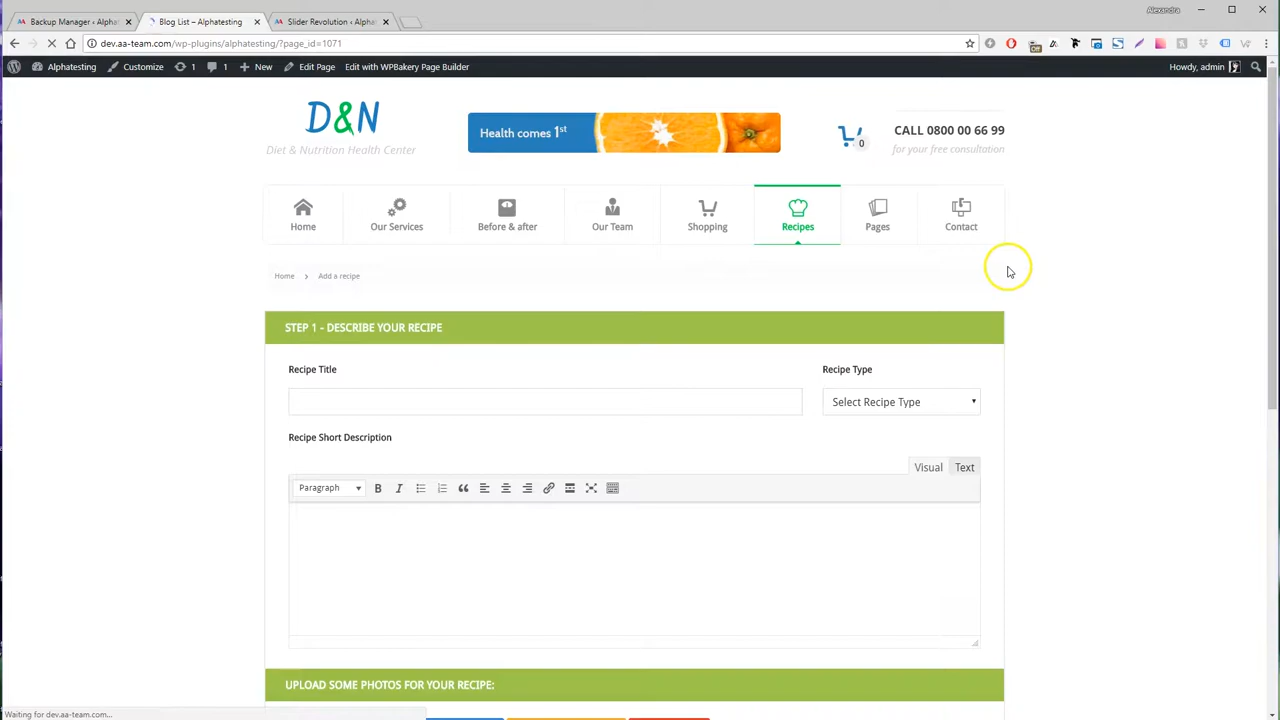 Alexandra
Backup Manager ‹ Alphat
Blog List – Alphatesting
Slider Revolution ‹ Alphat
dev.aa-team.com/wp-plugins/alphatesting/?page_id=1071
Off
Alphatesting
Customize
1
1
New
Edit Page
Edit with WPBakery Page Builder
Howdy, admin
D&N
Diet & Nutrition Health Center
Health comes 1st
0
CALL 0800 00 66 99
for your free consultation
Home
Our Services
Before & after
Our Team
Shopping
Recipes
Pages
Contact
Home
Add a recipe
STEP 1 - DESCRIBE YOUR RECIPE
Recipe Title
Recipe Type
Select Recipe Type
Recipe Short Description
Visual
Text
Paragraph
B
I
UPLOAD SOME PHOTOS FOR YOUR RECIPE:
Waiting for dev.aa-team.com...